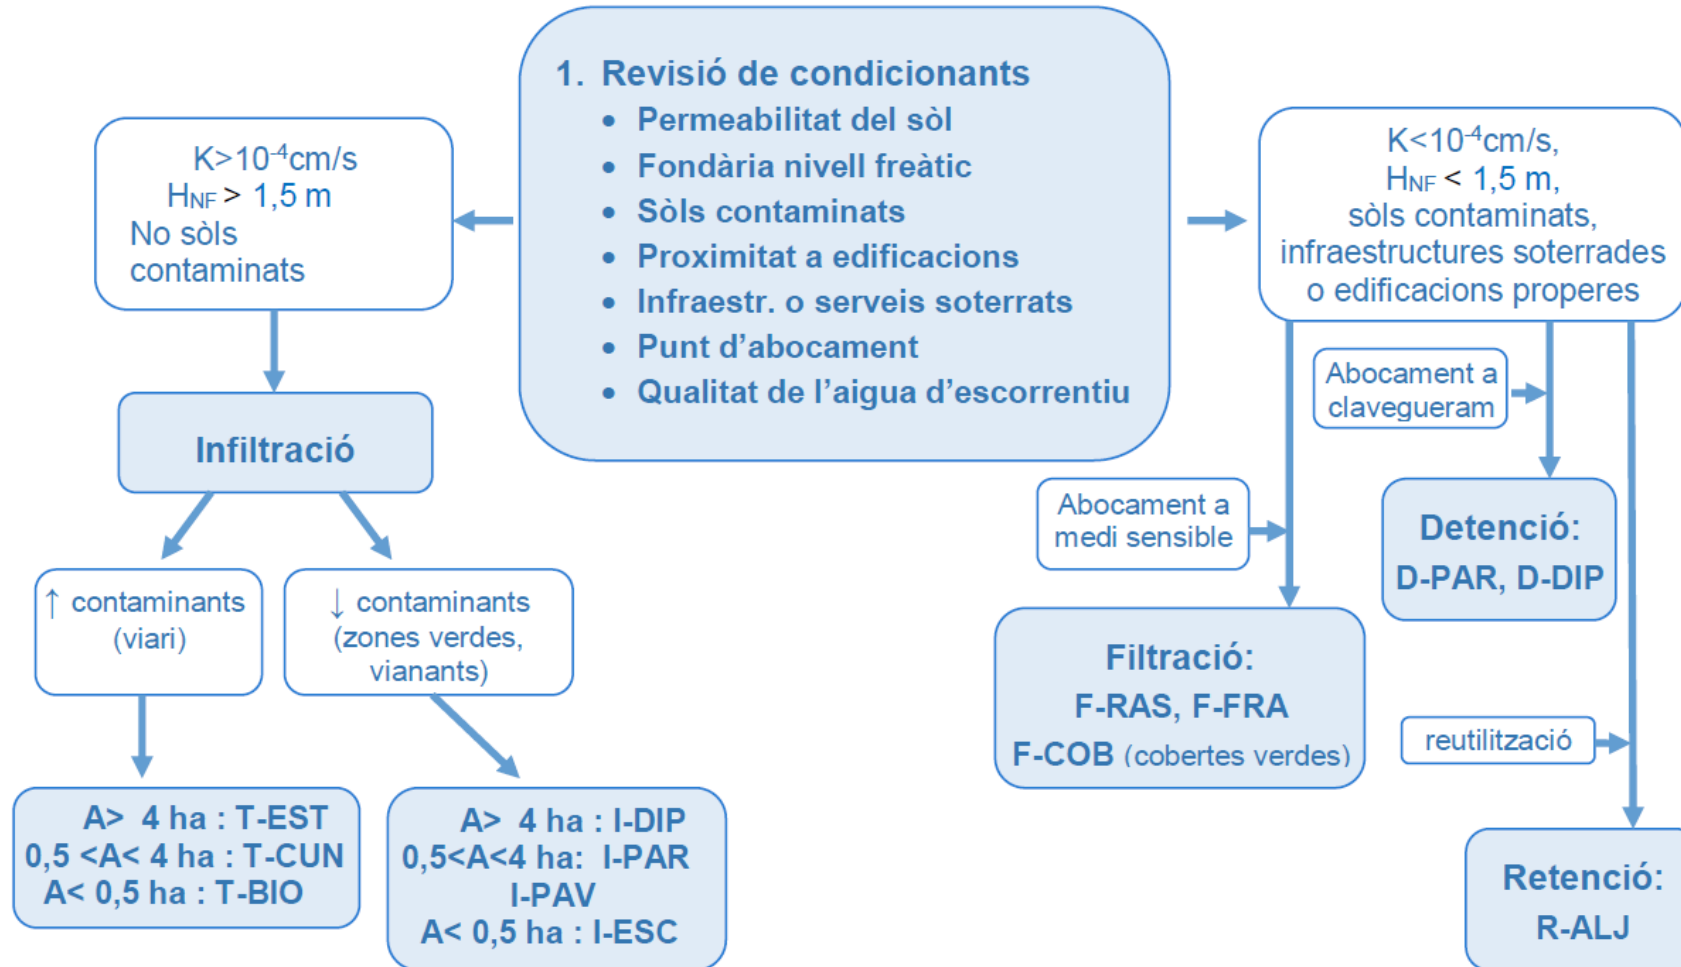 1. Revisió de condicionants
• Permeabilitat del sòl
• Fondària nivell freàtic
• Sòls contaminats
• Proximitat a edificacions
• Infraestr. o serveis soterrats
• Punt d’abocament
• Qualitat de l’aigua d’escorrentiu
K>10⁻⁴cm/s
HNF > 1,5 m
No sòls
contaminats
Infiltració
↑ contaminants
(viari)
↓ contaminants
(zones verdes,
vianants)
A> 4 ha : T-EST
0,5 <A< 4 ha : T-CUN
A< 0,5 ha : T-BIO
A> 4 ha : I-DIP
0,5<A<4 ha: I-PAR
I-PAV
A< 0,5 ha : I-ESC
K<10⁻⁴cm/s,
HNF < 1,5 m,
sòls contaminats,
infraestructures soterrades
o edificacions properes
Abocament a
clavegueram
Abocament a
medi sensible
Detenció:
D-PAR, D-DIP
Filtració:
F-RAS, F-FRA
F-COB (cobertes verdes)
reutilització
Retenció:
R-ALJ